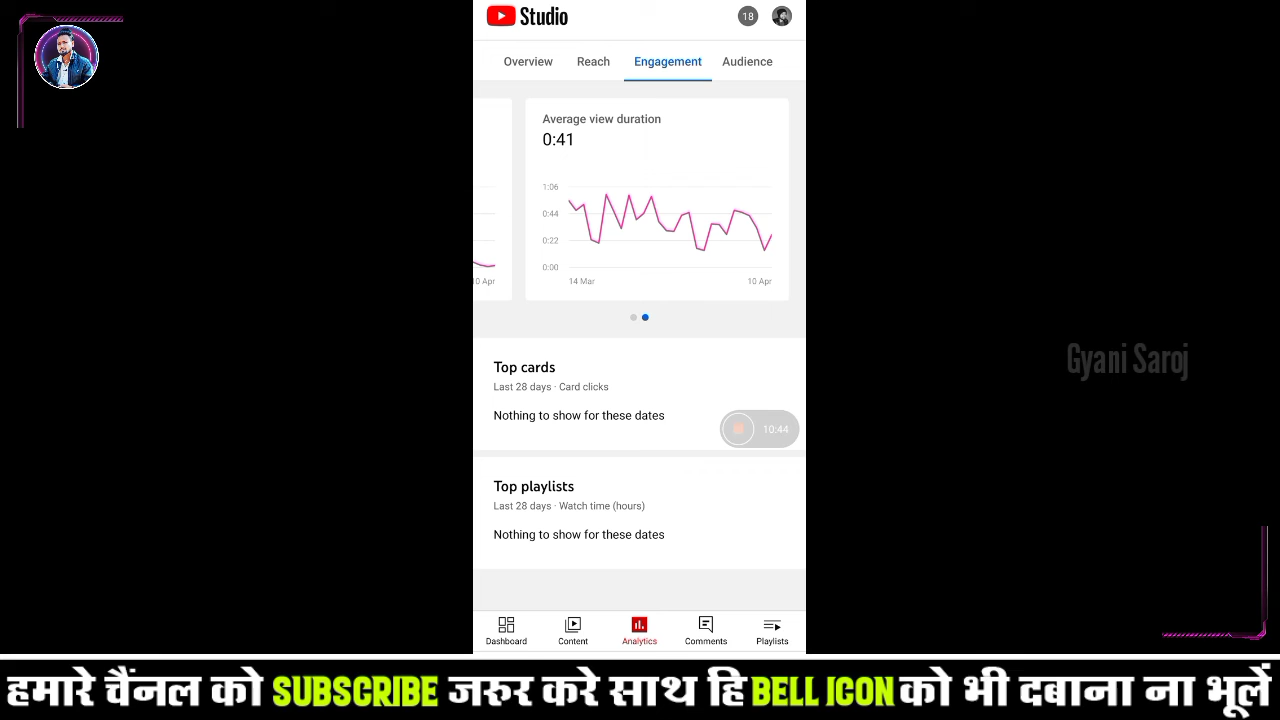 Studio
18
Overview Reach Engagement Audience
Average view duration
0:41
1:06
0:44
0:22
0:00
14 Mar 10 Apr
10 Apr
Top cards
Last 28 days · Card clicks
Nothing to show for these dates
10:44
Top playlists
Last 28 days · Watch time (hours)
Nothing to show for these dates
Dashboard Content Analytics Comments Playlists
Gyani Saroj
हमारे चैंनल को SUBSCRIBE जरुर करे साथ हि BELL ICON को भी दबाना ना भूलें